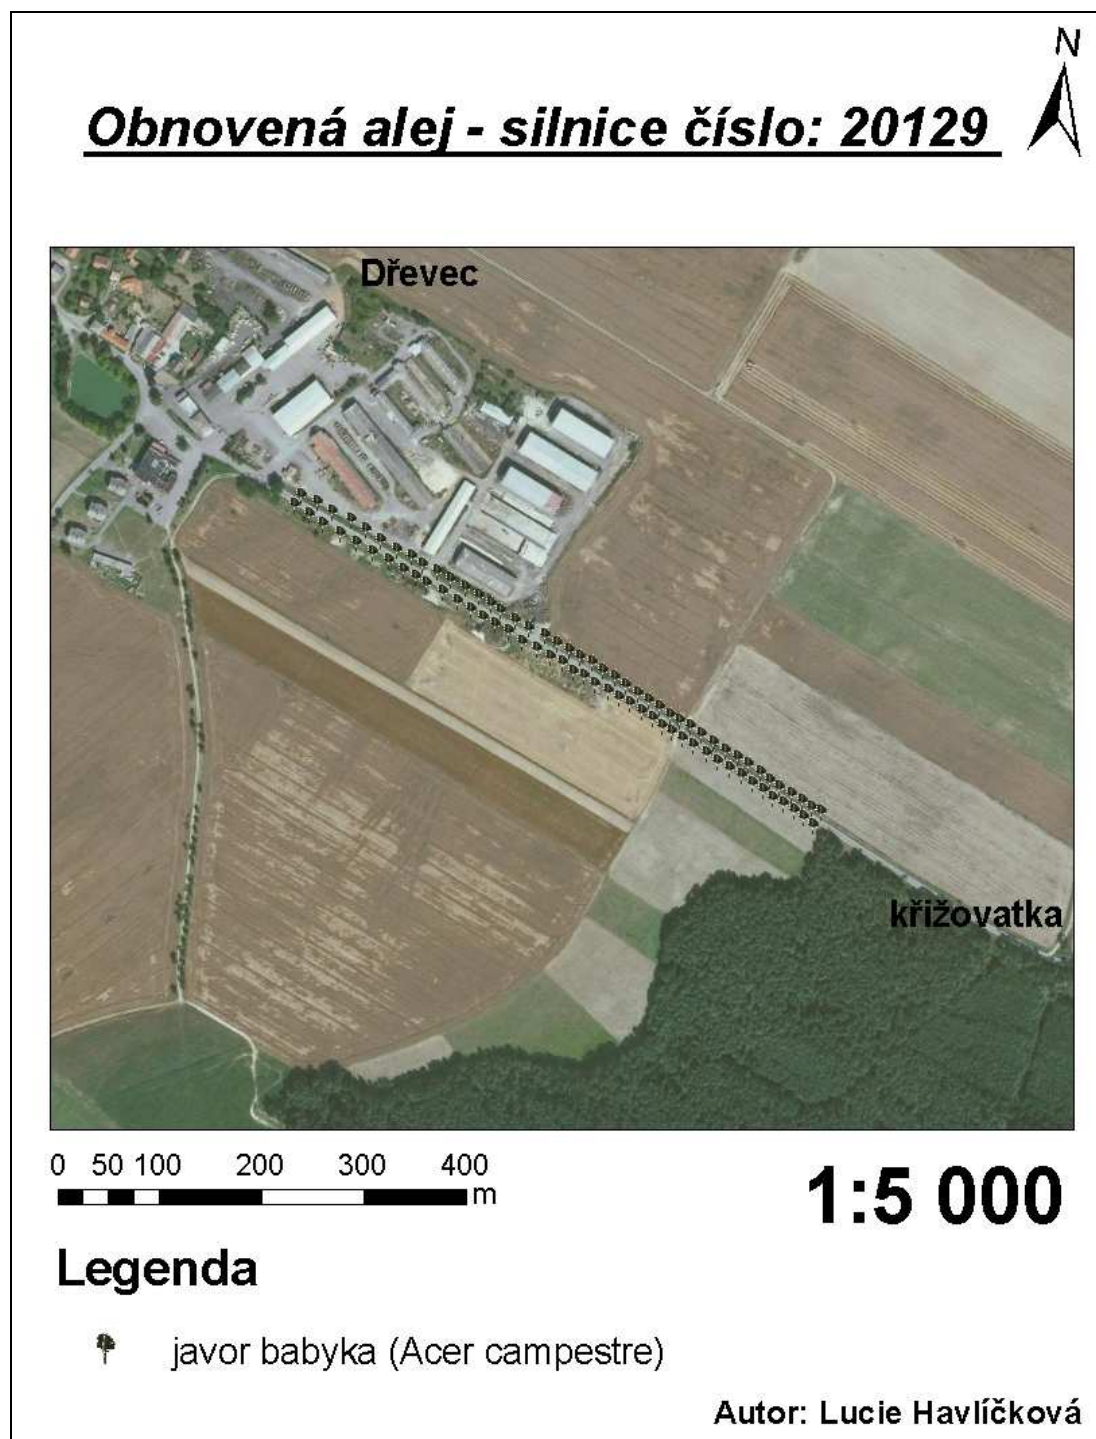 N
Obnovená alej - silnice číslo: 20129
Dřevec
křižovatka
0 50 100 200 300 400
m
1:5 000
Legenda
javor babyka (Acer campestre)
Autor: Lucie Havlíčková